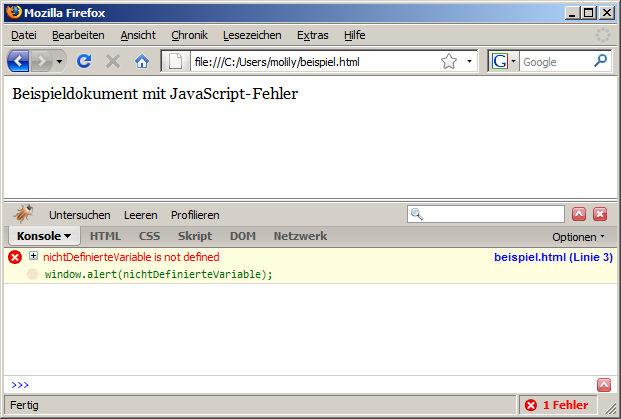 Mozilla Firefox
Datei Bearbeiten Ansicht Chronik Lesezeichen Extras Hilfe
file:///C:/Users/molily/beispiel.html G Google
Beispieldokument mit JavaScript-Fehler
Untersuchen Leeren Profilieren
Konsole HTML CSS Skript DOM Netzwerk Optionen
nichtDefinierteVariable is not defined beispiel.html (Linie 3)
window.alert(nichtDefinierteVariable);
>>>
Fertig 1 Fehler